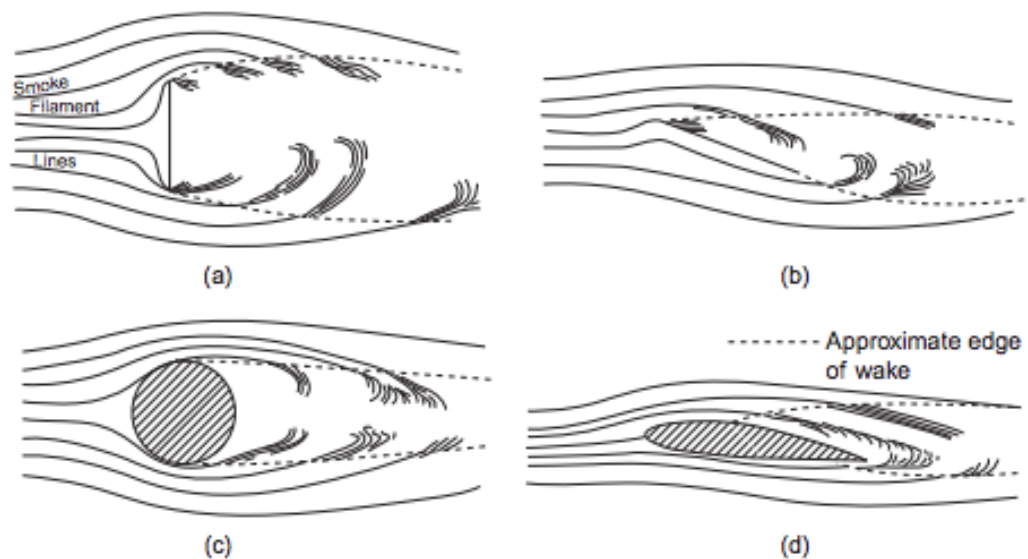 Smoke
Filament
Lines
(a)
(b)
Approximate edge
of wake
(c)
(d)